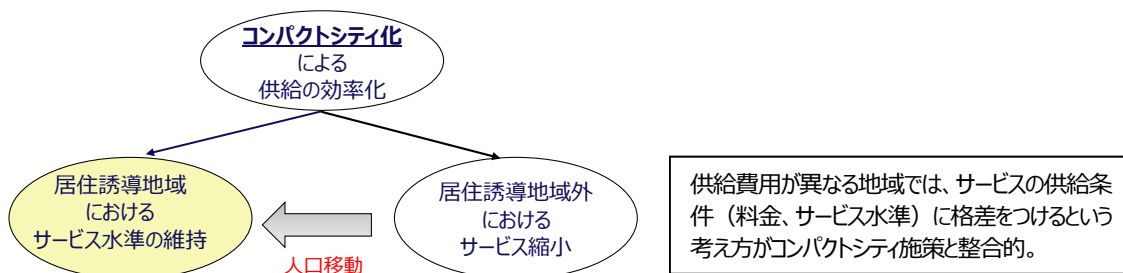 コンパクトシティ化
による
供給の効率化
居住誘導地域
における
サービス水準の維持
人口移動
居住誘導地域外
における
サービス縮小
供給費用が異なる地域では、サービスの供給条
件（料金、サービス水準）に格差をつけるという
考え方がコンパクトシティ施策と整合的。